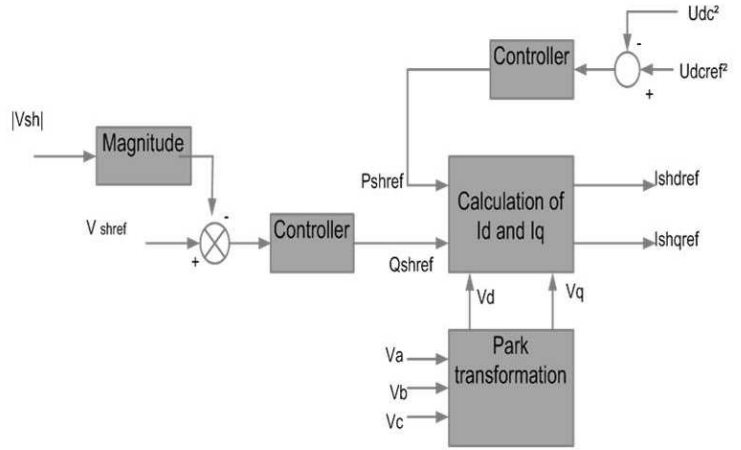 Udc²
-
Controller
Udcref²
+
|Vsh|
Magnitude
Pshref
Calculation of
Id and Iq
Ishdref
-
V shref
+
Controller
Qshref
Ishqref
Vd
Vq
Park
transformation
Va
Vb
Vc